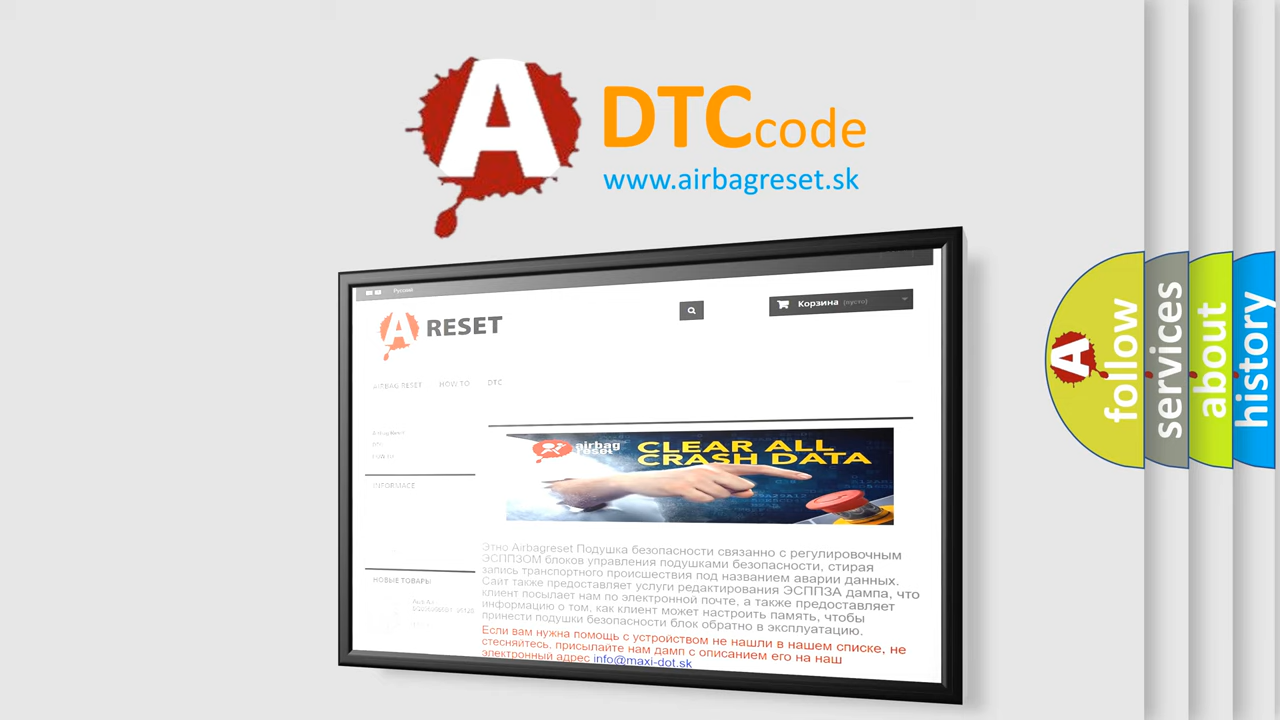 A
DTCcode
www.airbagreset.sk
Русский
A RESET
Корзина (пусто)
AIRBAG RESET HOW TO DTC
Airbag Reset
DTC
INFORMACE
airbag
reset
CLEAR ALL
CRASH DATA
Этно Airbagreset Подушка безопасности связанно с регулировочным
ЭСППЗОМ блоков управления подушками безопасности, стирая
запись транспортного происшествия под названием аварии данных.
Сайт также предоставляет услуги редактирования ЭСППЗА дампа, что
клиент посылает нам по электронной почте, а также предоставляет
информацию о том, как клиент может настроить память, чтобы
принести подушки безопасности блок обратно в эксплуатацию.
Если вам нужна помощь с устройством не нашли в нашем списке, не
стесняйтесь, присылайте нам дамп с описанием его на наш
электронный адрес info@maxi-dot.sk
НОВЫЕ ТОВАРЫ
A
follow
services
about
history